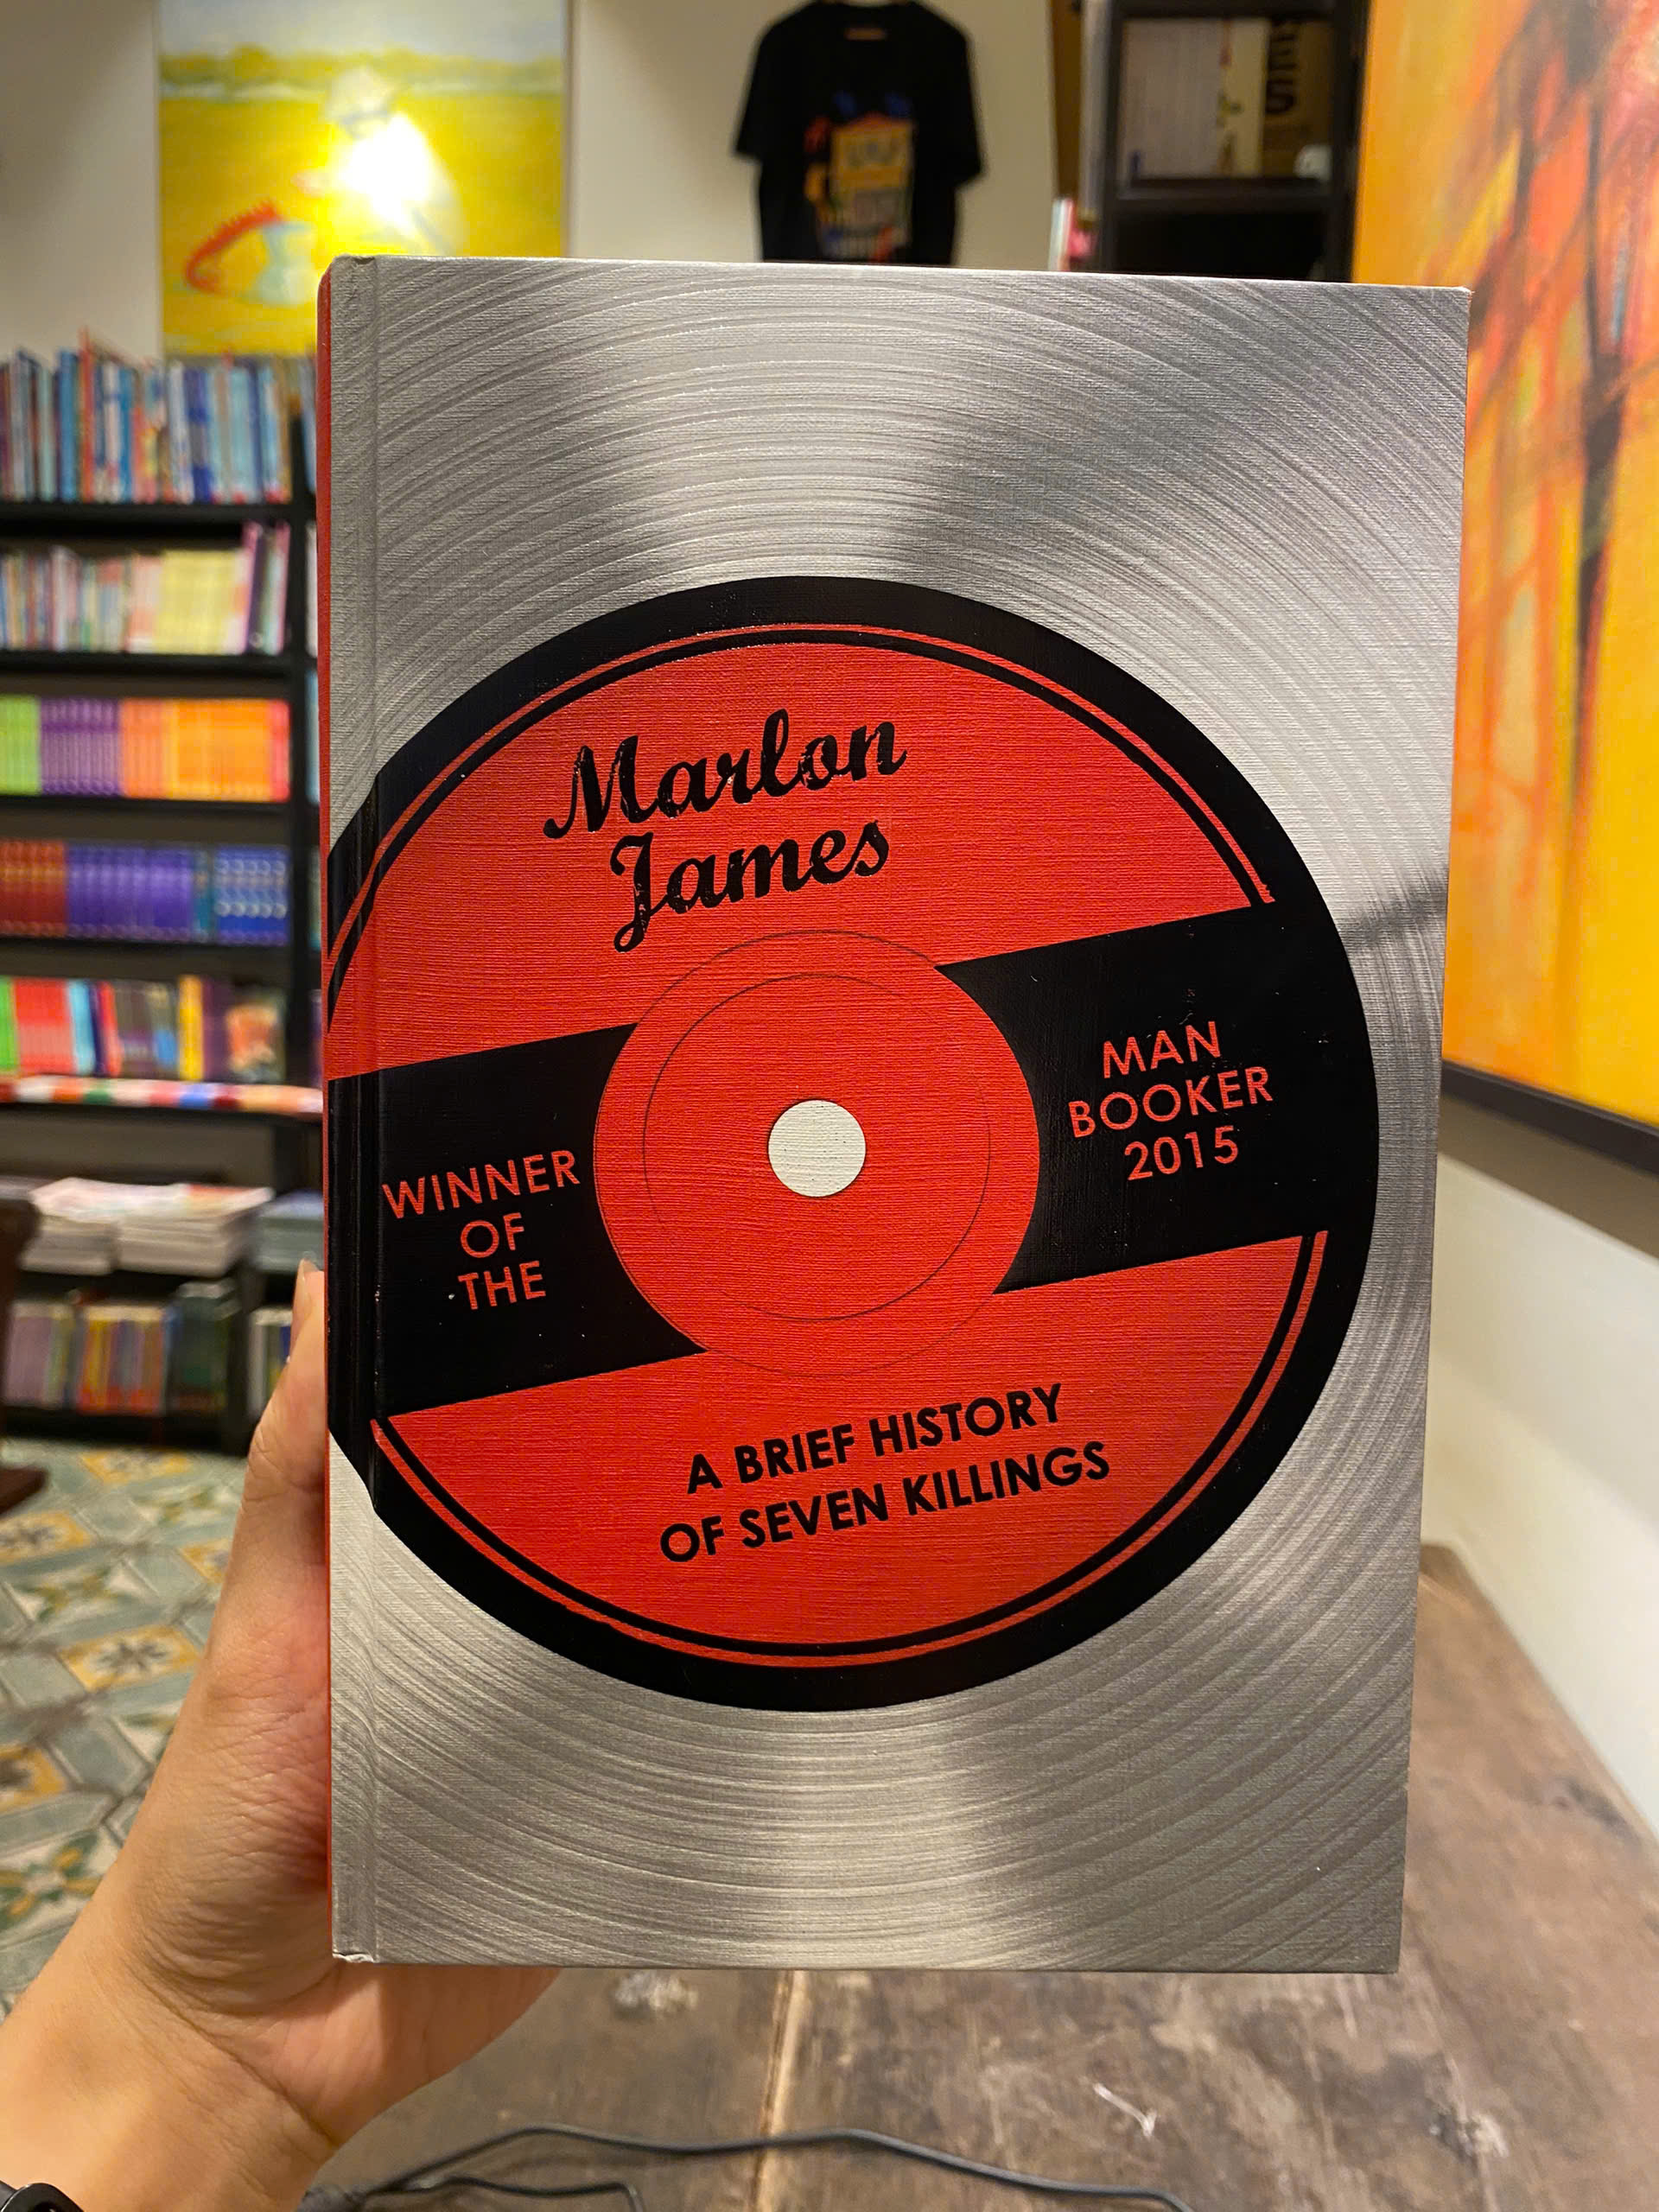 Marlon
James
WINNER
OF
THE
MAN
BOOKER
2015
A BRIEF HISTORY
OF SEVEN KILLINGS